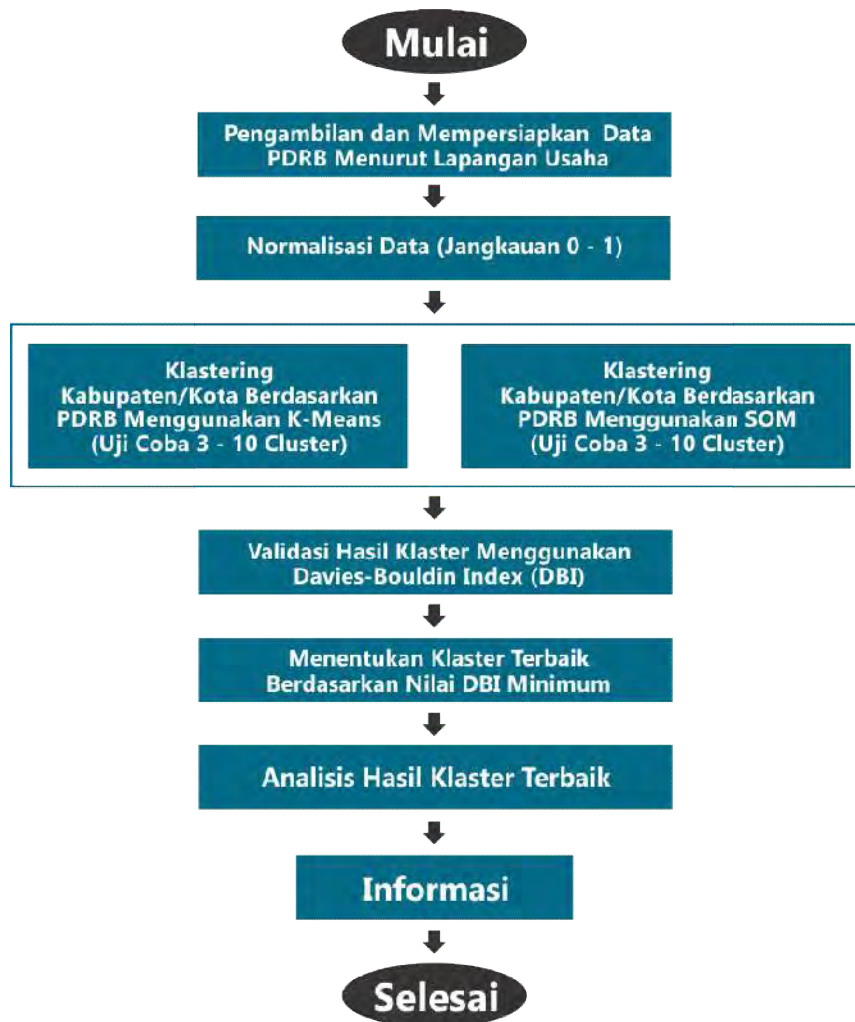 Mulai
Pengambilan dan Mempersiapkan Data
PDRB Menurut Lapangan Usaha
Normalisasi Data (Jangkauan 0 - 1)
Klastering
Kabupaten/Kota Berdasarkan
PDRB Menggunakan K-Means
(Uji Coba 3 - 10 Cluster)
Klastering
Kabupaten/Kota Berdasarkan
PDRB Menggunakan SOM
(Uji Coba 3 - 10 Cluster)
Validasi Hasil Klaster Menggunakan
Davies-Bouldin Index (DBI)
Menentukan Klaster Terbaik
Berdasarkan Nilai DBI Minimum
Analisis Hasil Klaster Terbaik
Informasi
Selesai